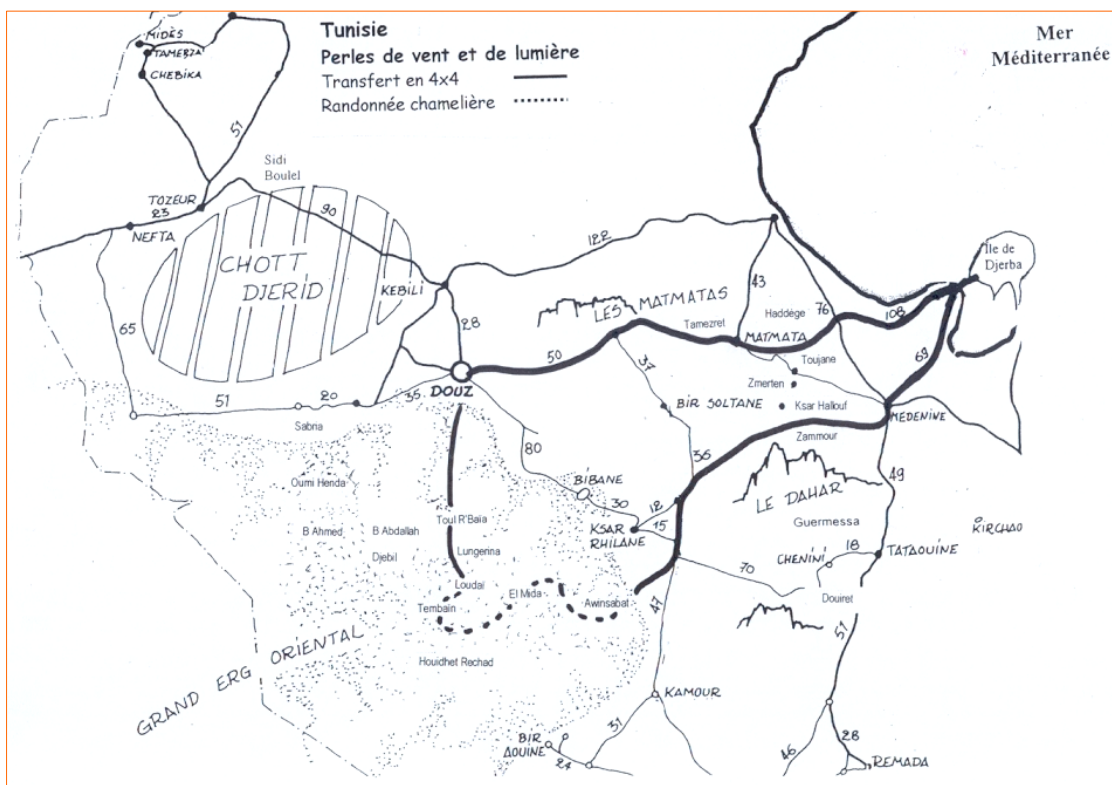 Tunisie
Perles de vent et de lumière
Transfert en 4x4
Randonnée chamelière
Mer
Méditerranée
MIDÈS
TAMERZA
CHEBIKA
51
Sidi
Boulel
TOZEUR
23
NEFTA
90
CHOTT
DJERID
KEBILI
122
Île de
Djerba
43
LES MATMATAS
Haddège
76
108
Tamezret
MATMATA
65
28
50
37
Toujane
69
Zmerten
DOUZ
35
51
20
Sabria
BIR SOLTANE
Ksar Hallouf
MEDENINE
Zammour
80
36
49
Oumi Henda
BIBANE
30
12
LE DAHAR
KSAR
RHILANE
15
Guermessa
KIRCHAO
Toul R'Baïa
B Ahmed
B Abdallah
Djebil
Lungerina
70
CHENINI
18
TATAOUINE
Loudai
El Mida
Awinsabat
47
Douiret
Tembain
51
GRAND ERG ORIENTAL
Houidhet Rechad
KAMOUR
31
BIR
AOUINE
46
28
REMADA